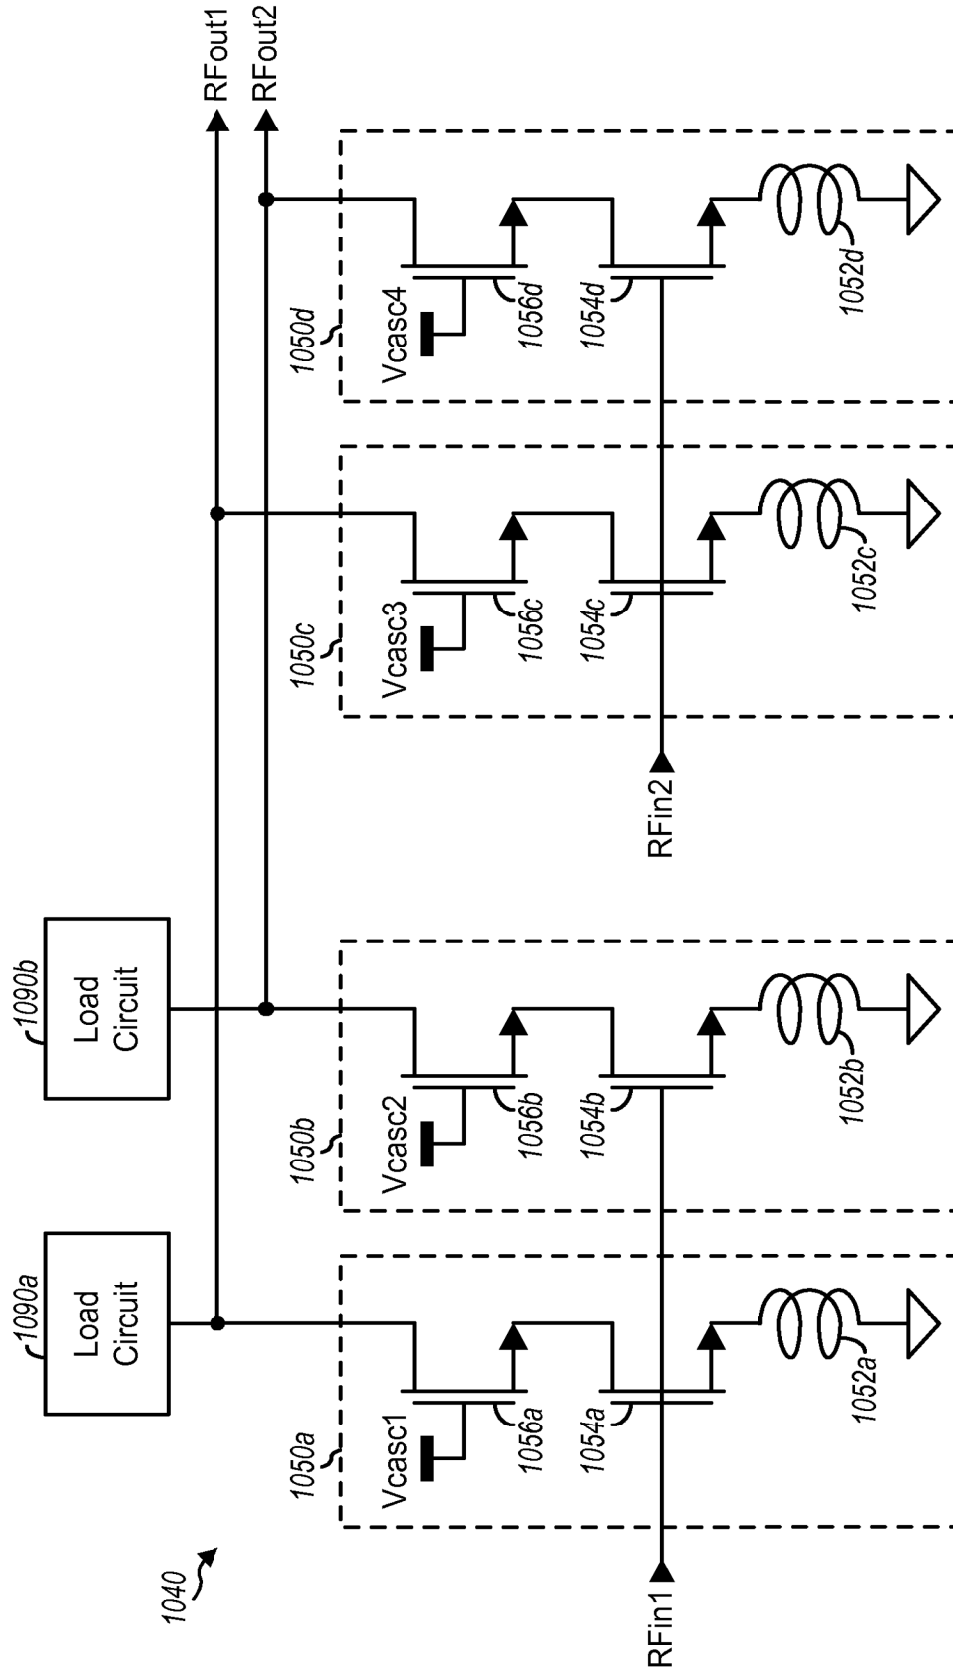 1040
1090a
Load
Circuit
1090b
Load
Circuit
RFout1
RFout2
1050a
Vcasc1
1056a
1054a
1052a
1050b
Vcasc2
1056b
1054b
1052b
1050c
Vcasc3
1056c
1054c
1052c
1050d
Vcasc4
1056d
1054d
1052d
RFin1
RFin2